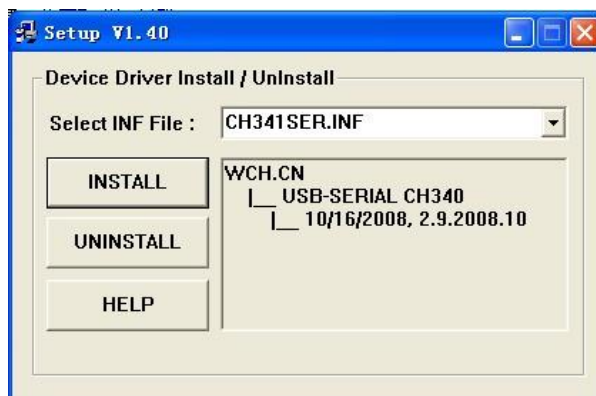 Setup V1.40
Device Driver Install / UnInstall
Select INF File :
CH341SER.INF
INSTALL
WCH.CN
|__ USB-SERIAL CH340
|__ 10/16/2008, 2.9.2008.10
UNINSTALL
HELP